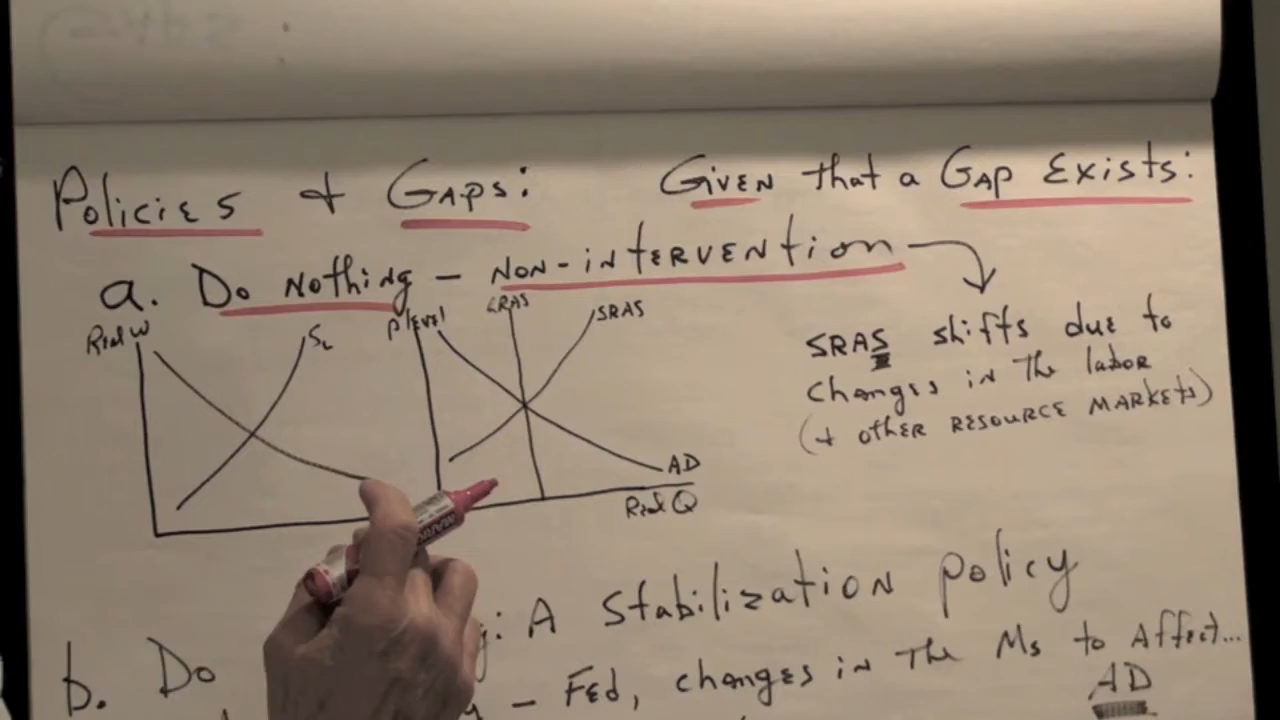 Policies + Gaps: Given that a Gap Exists:
a. Do Nothing - Non-intervention
Real W
SL
P level
LRAS
SRAS
AD
Real Q
SRAS shifts due to
changes in the labor
(+ other resource markets)
b. Do g: A Stabilization policy
- Fed, changes in the Ms to Affect...
AD